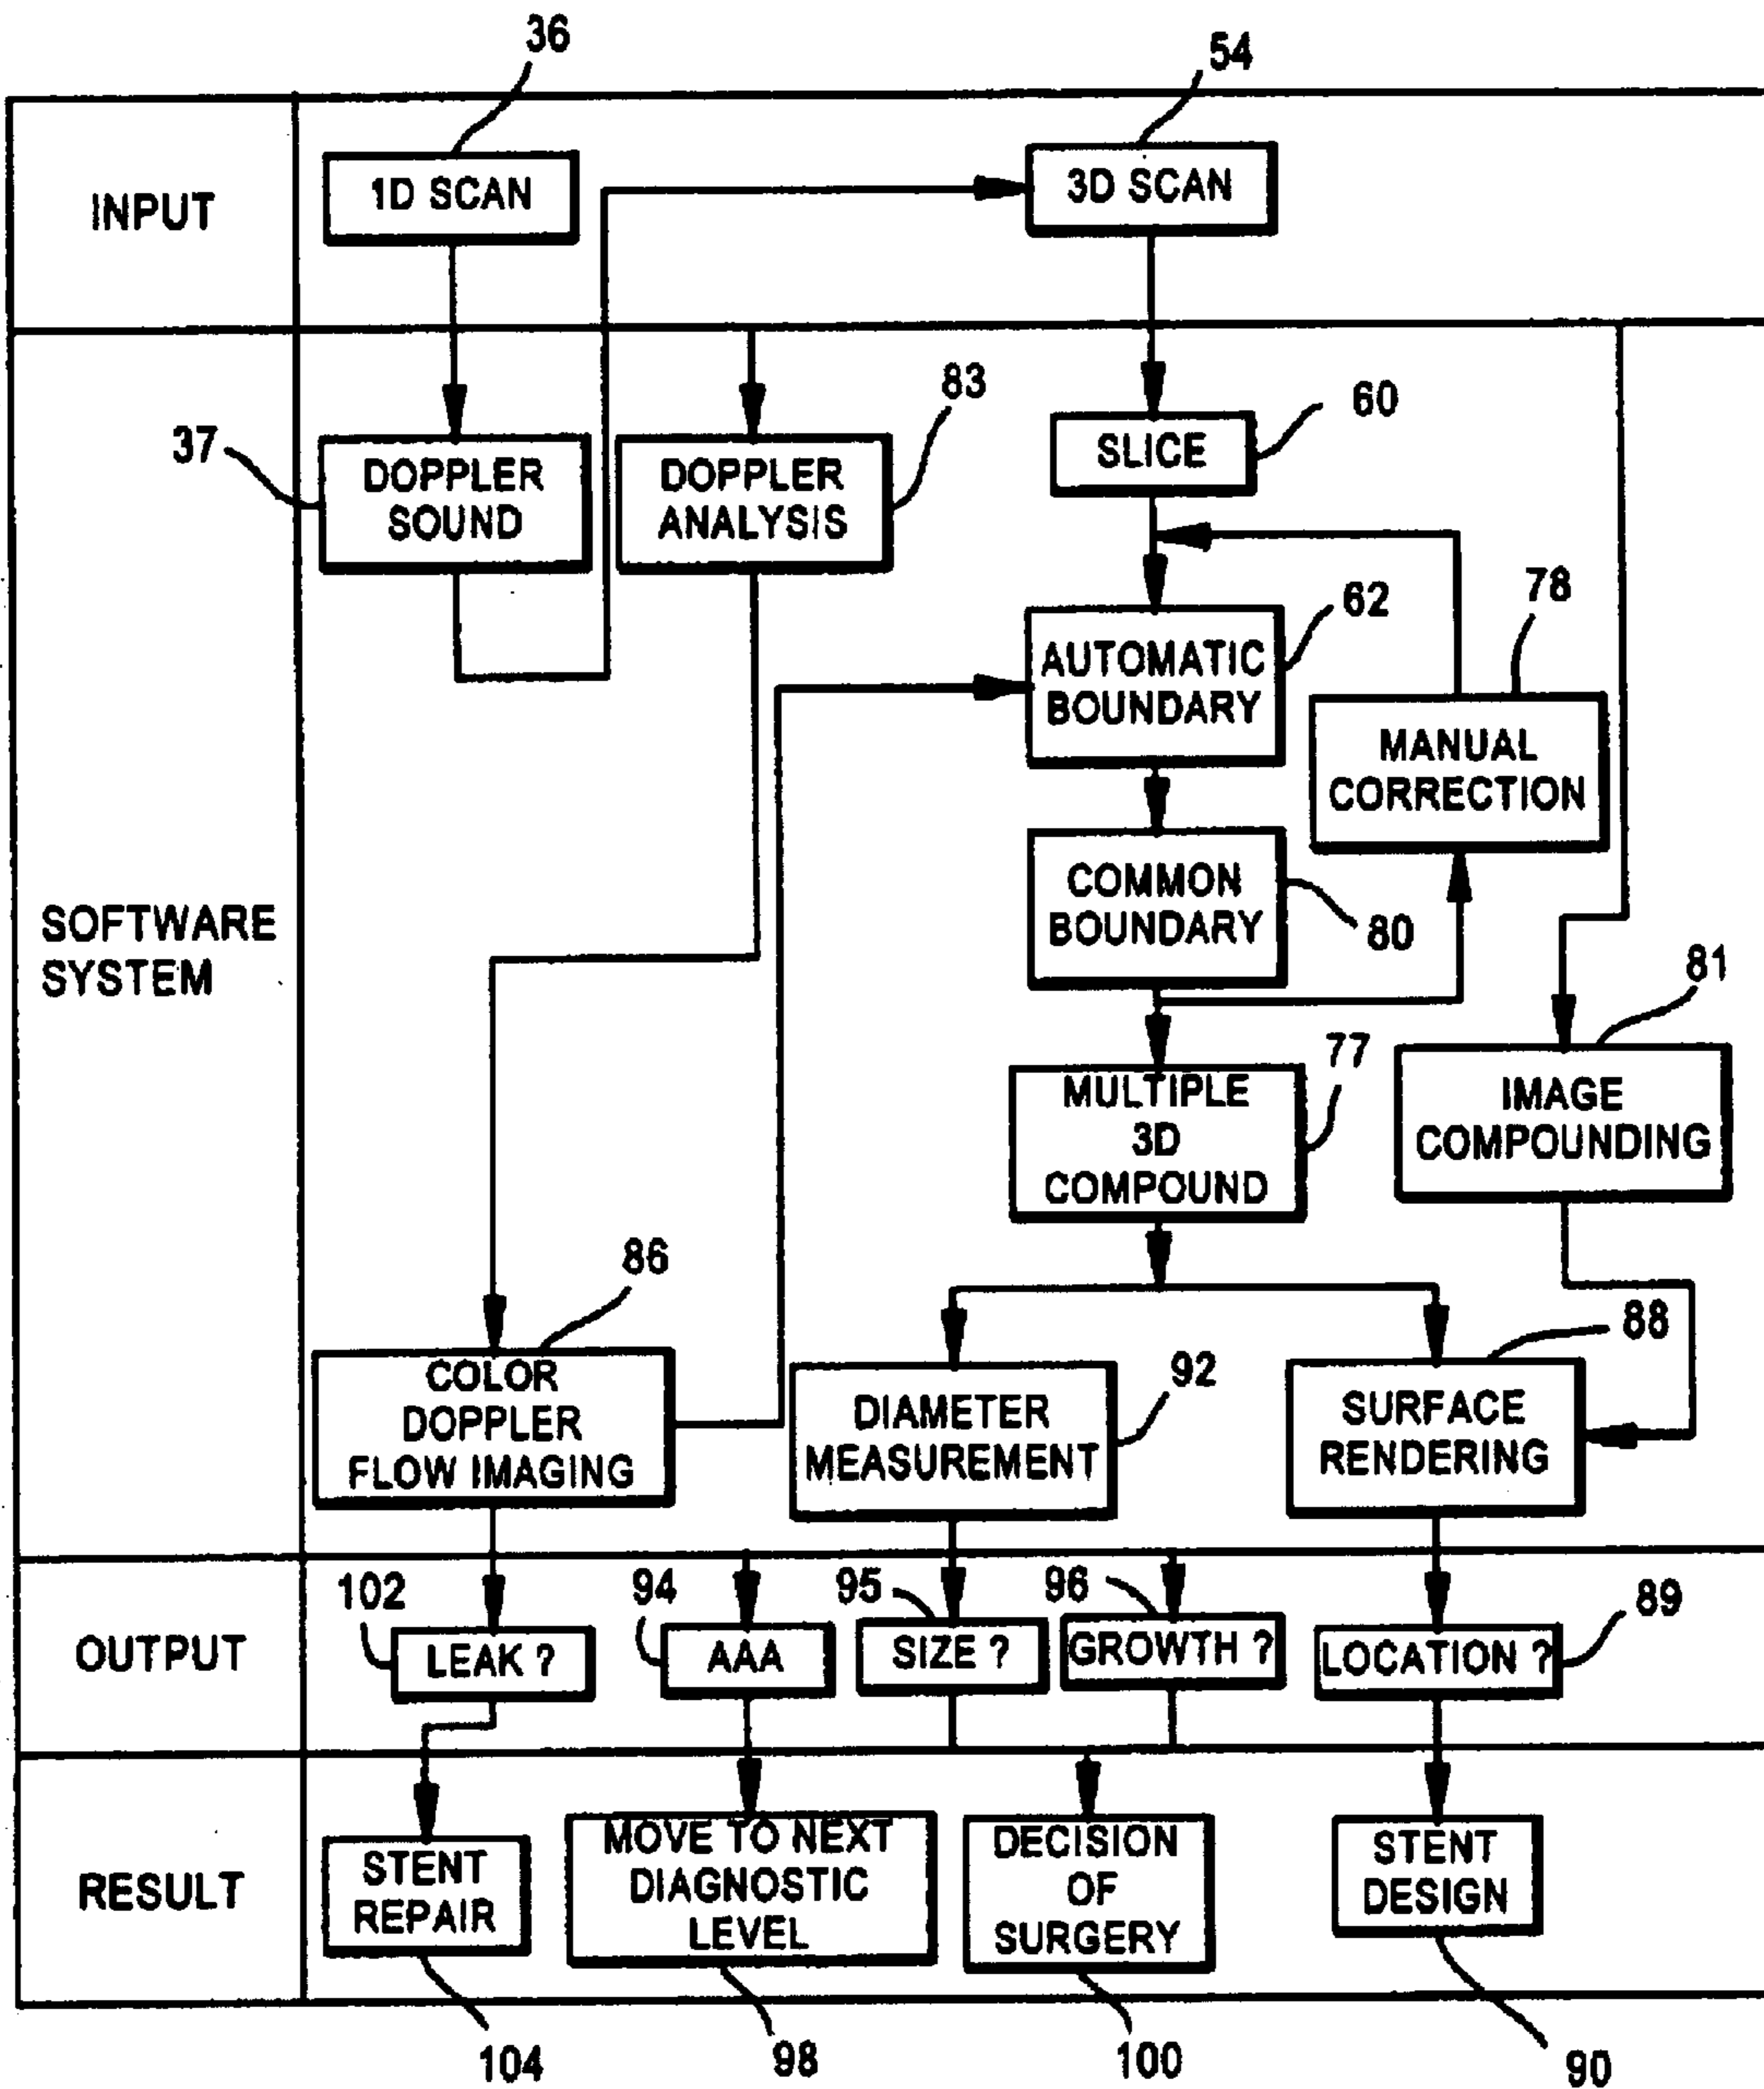 36
54
INPUT
1D SCAN
3D SCAN
37
DOPPLER
SOUND
83
DOPPLER
ANALYSIS
60
SLICE
62
AUTOMATIC
BOUNDARY
78
MANUAL
CORRECTION
SOFTWARE
SYSTEM
COMMON
BOUNDARY
80
81
77
MULTIPLE
3D
COMPOUND
IMAGE
COMPOUNDING
86
COLOR
DOPPLER
FLOW IMAGING
92
DIAMETER
MEASUREMENT
88
SURFACE
RENDERING
OUTPUT
102
LEAK ?
94
AAA
95
SIZE ?
96
GROWTH ?
89
LOCATION ?
RESULT
STENT
REPAIR
MOVE TO NEXT
DIAGNOSTIC
LEVEL
DECISION
OF
SURGERY
STENT
DESIGN
104
98
100
90